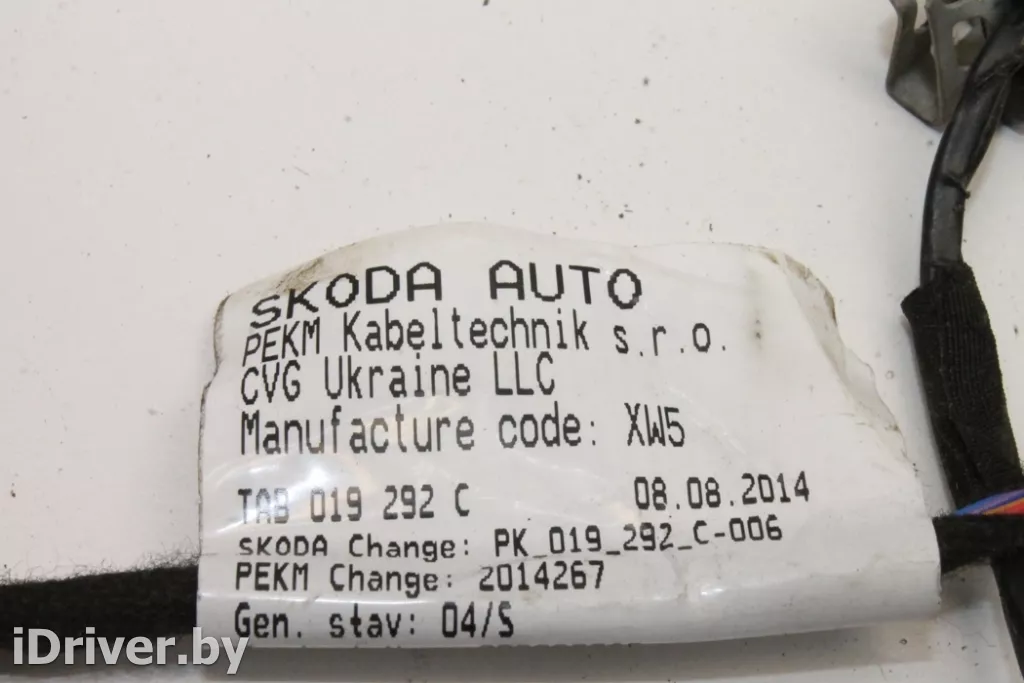 SKODA AUTO
PEKM Kabeltechnik s.r.o.
CVG Ukraine LLC
Manufacture code: XW5
TAB 019 292 C 08.08.2014
SKODA Change: PK_019_292_C-006
PEKM Change: 2014267
Gen. stav: 04/S
iDriver.by